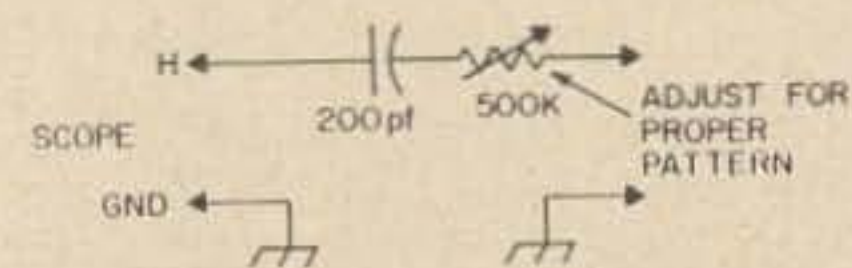 H
200pf
500K
ADJUST FOR
PROPER
PATTERN
SCOPE
GND